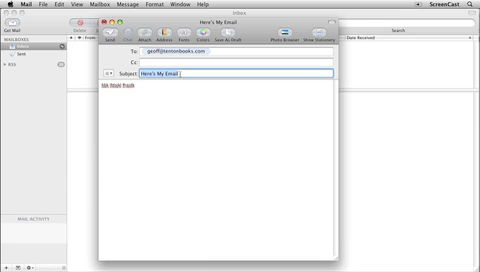 Mail File Edit View Mailbox Message Format Window Help ScreenCast
Inbox
Here's My Email
Get Mail Delete Search
Send Chat Attach Address Fonts Colors Save As Draft Photo Browser Show Stationery
MAILBOXES From Date Received
Inbox
Sent
RSS
To: geoff@tentonbooks.com
Cc:
Subject: Here's My Email
MAIL ACTIVITY